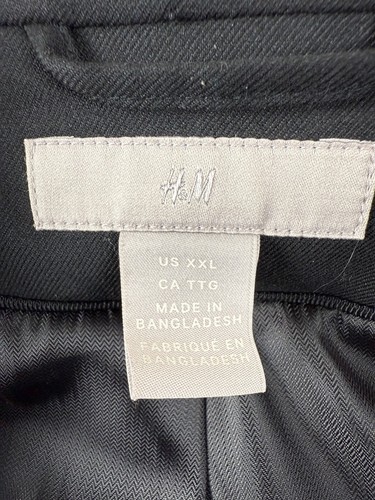 H&M
US XXL
CA TTG
MADE IN
BANGLADESH
FABRIQUÉ EN
BANGLADESH